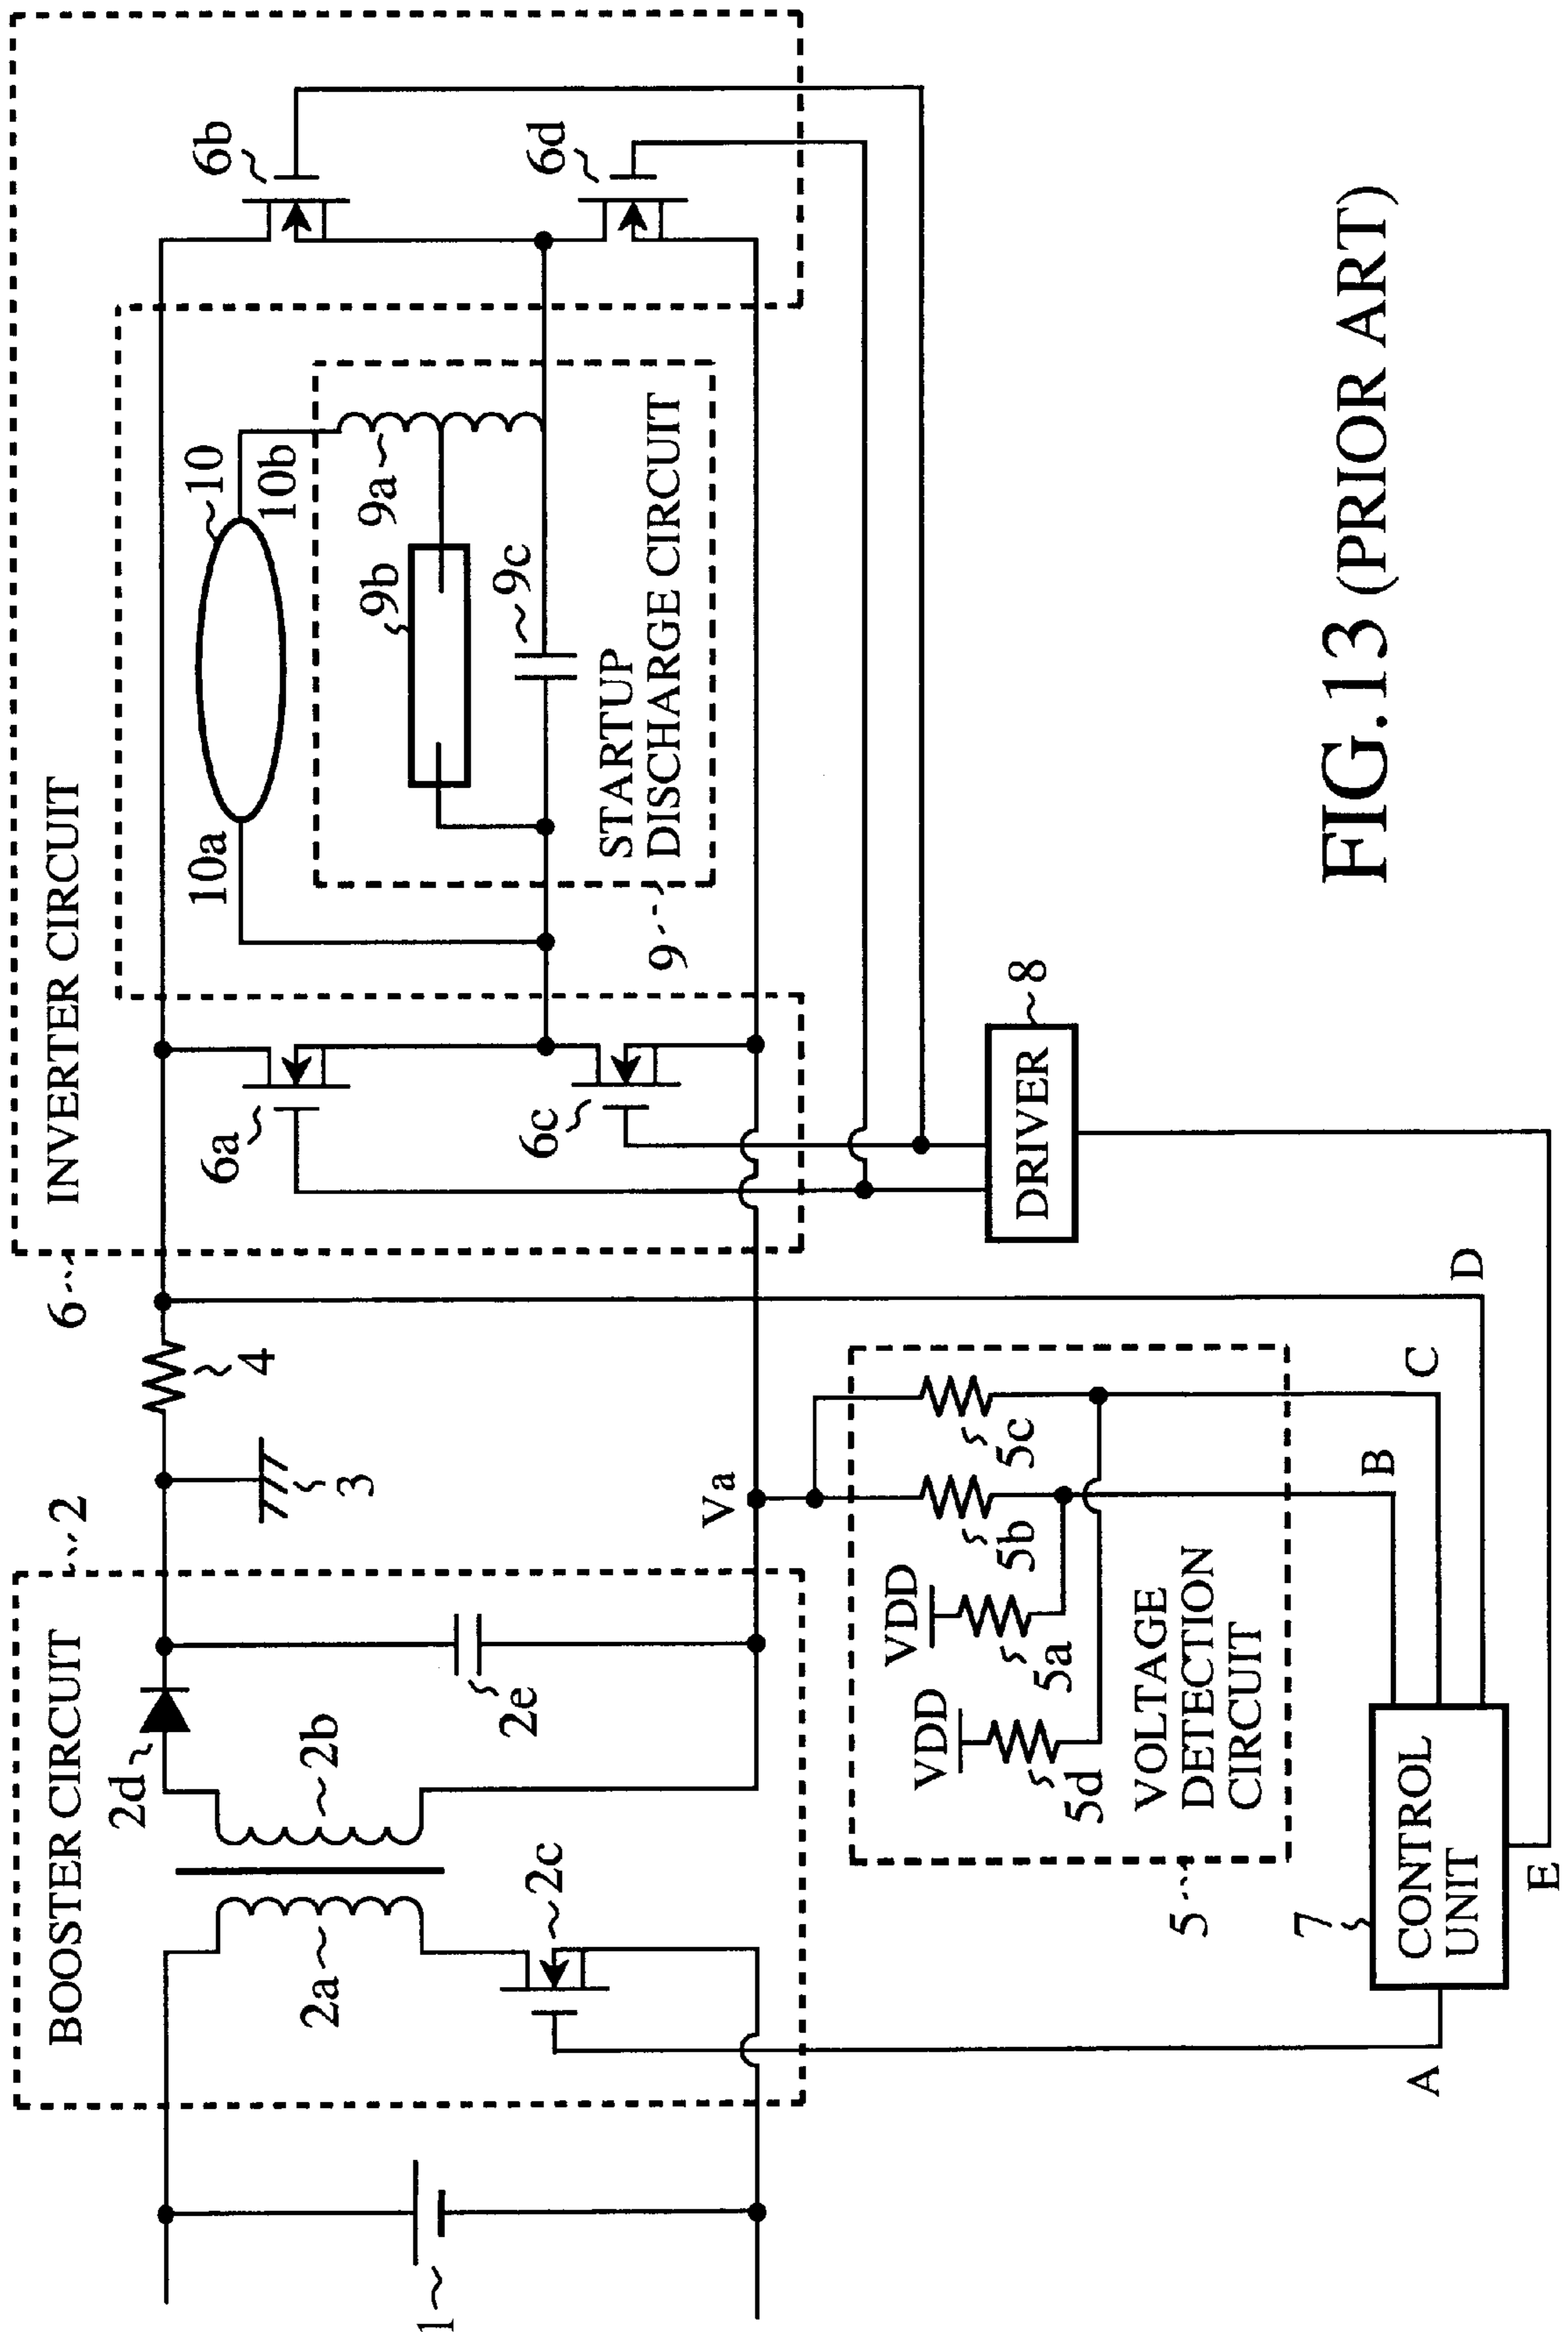 BOOSTER CIRCUIT
2
6
INVERTER CIRCUIT
1
2a
2b
2c
2d
2e
3
4
Va
6a
6c
10a
10
10b
9a
9b
9c
STARTUP
DISCHARGE CIRCUIT
9
6b
6d
VDD
VDD
5d
5a
5b
5c
VOLTAGE
DETECTION
CIRCUIT
5
DRIVER
8
7
CONTROL
UNIT
A
B
C
D
E
FIG.13 (PRIOR ART)